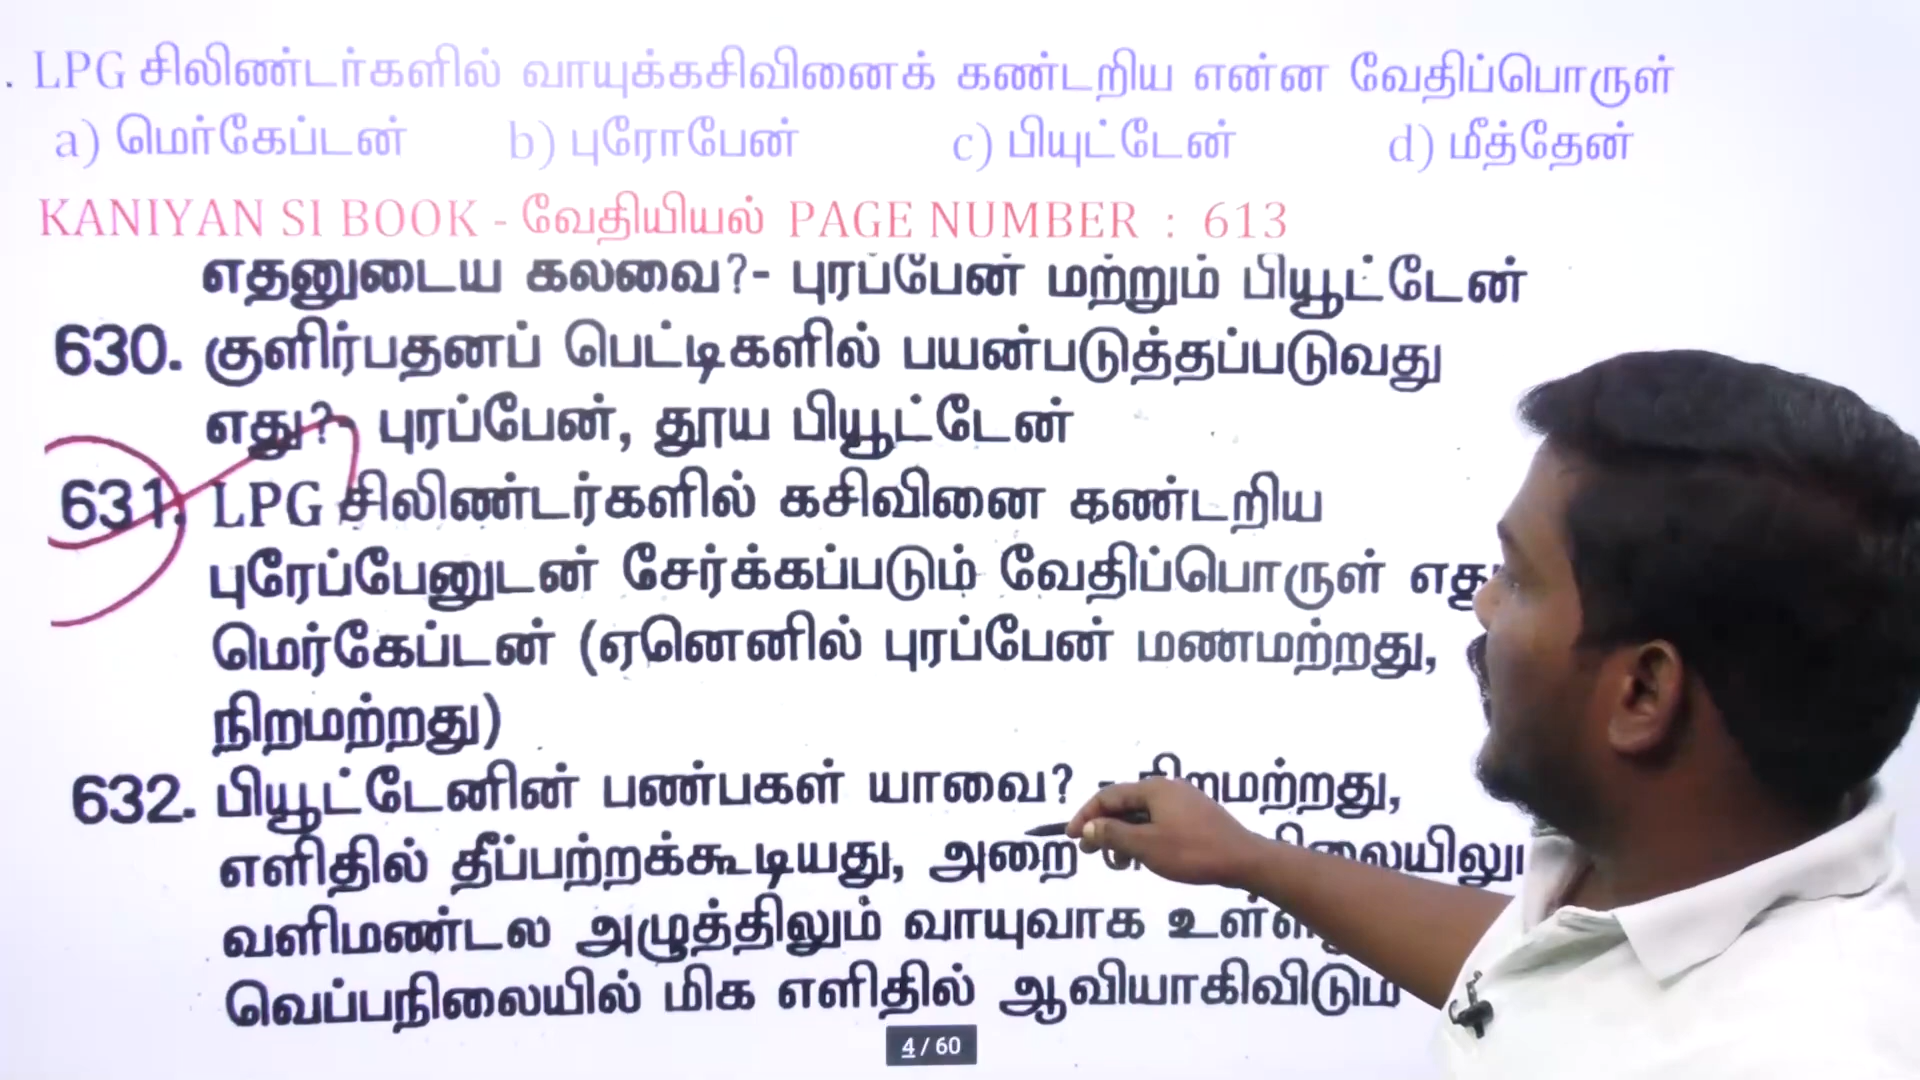 . LPG சிலிண்டர்களில் வாயுக்கசிவினைக் கண்டறிய என்ன வேதிப்பொருள்
a) மெர்கேப்டன் b) புரோபேன் c) பியுட்டேன் d) மீத்தேன்
KANIYAN SI BOOK - வேதியியல் PAGE NUMBER : 613
எதனுடைய கலவை?- புரப்பேன் மற்றும் பியூட்டேன்
630. குளிர்பதனப் பெட்டிகளில் பயன்படுத்தப்படுவது
எது?- புரப்பேன், தூய பியூட்டேன்
631. LPG சிலிண்டர்களில் கசிவினை கண்டறிய
புரேப்பேனுடன் சேர்க்கப்படும் வேதிப்பொருள்
மெர்கேப்டன் (ஏனெனில் புரப்பேன் மணமற்றது,
நிறமற்றது)
632. பியூட்டேனின் பண்பகள் யாவை? - நிறமற்றது,
எளிதில் தீப்பற்றக்கூடியது, அறை
வளிமண்டல அழுத்திலும் வாயுவாக
வெப்பநிலையில் மிக எளிதில் ஆவியாகிவிடும்
4 / 60